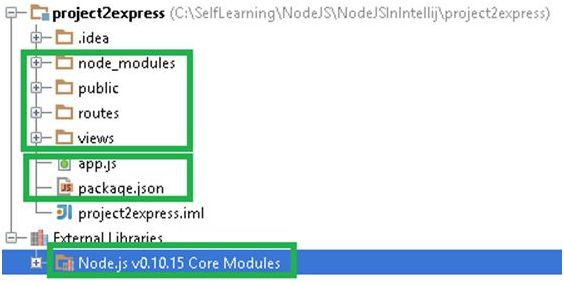 project2express (C:\SelfLearning\NodeJS\NodeJSInIntellij\project2express)
.idea
node_modules
public
routes
views
app.js
package.json
project2express.iml
External Libraries
Node.js v0.10.15 Core Modules